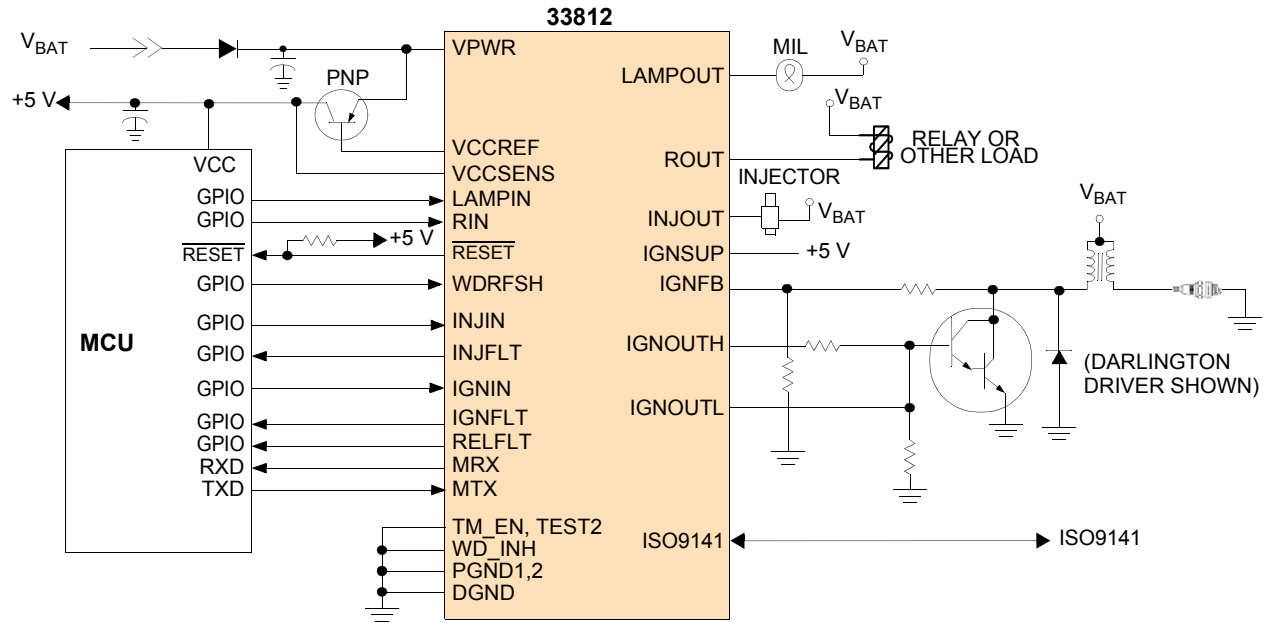 33812
VBAT
PNP
+5 V
MCU
VCC
GPIO
GPIO
RESET
GPIO
GPIO
GPIO
GPIO
GPIO
GPIO
RXD
TXD
+5 V
VPWR
VCCREF
VCCSENS
LAMPIN
RIN
RESET
WDRFSH
INJIN
INJFLT
IGNIN
IGNFLT
RELFLT
MRX
MTX
TM_EN, TEST2
WD_INH
PGND1,2
DGND
LAMPOUT
ROUT
INJOUT
IGNSUP
IGNFB
IGNOUTH
IGNOUTL
ISO9141
MIL
VBAT
VBAT
RELAY OR
OTHER LOAD
INJECTOR
VBAT
+5 V
VBAT
(DARLINGTON
DRIVER SHOWN)
ISO9141